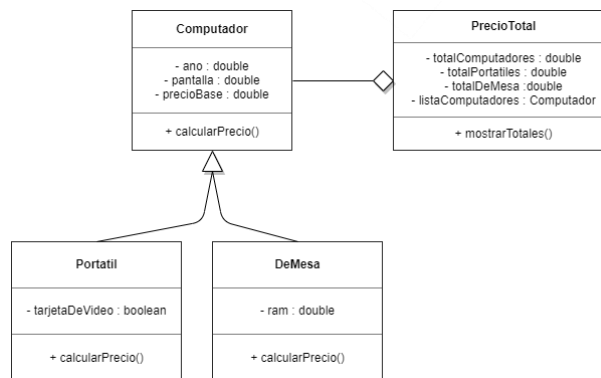 Computador
- ano : double
- pantalla : double
- precioBase : double
+ calcularPrecio()
PrecioTotal
- totalComputadores : double
- totalPortatiles : double
- totalDeMesa :double
- listaComputadores : Computador
+ mostrarTotales()
Portatil
- tarjetaDeVideo : boolean
+ calcularPrecio()
DeMesa
- ram : double
+ calcularPrecio()